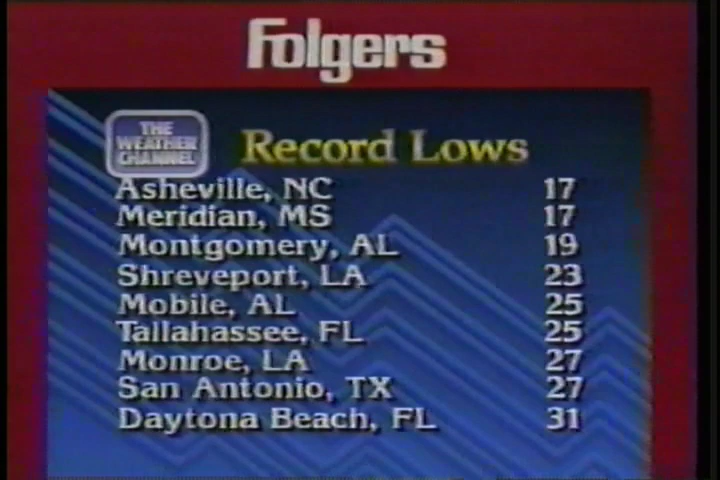 Folgers
THE
WEATHER
CHANNEL
Record Lows
Asheville, NC 17
Meridian, MS 17
Montgomery, AL 19
Shreveport, LA 23
Mobile, AL 25
Tallahassee, FL 25
Monroe, LA 27
San Antonio, TX 27
Daytona Beach, FL 31